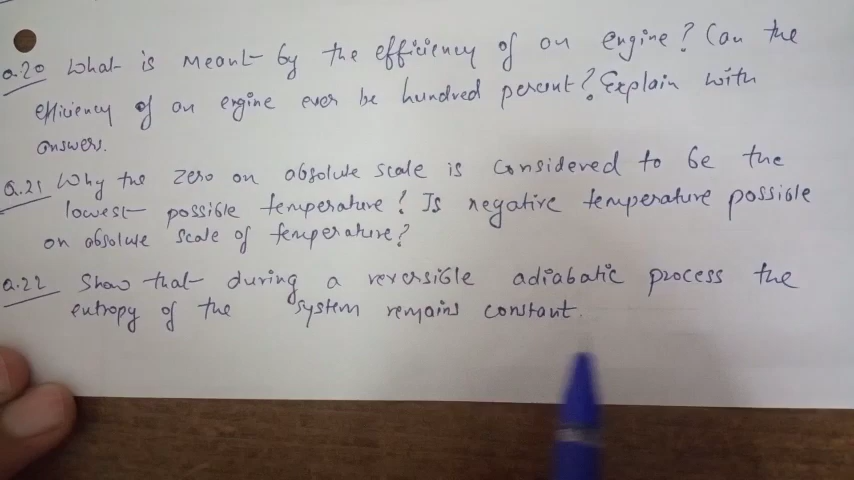 Q.20 What is meant by the efficiency of an engine? Can the
efficiency of an engine ever be hundred percent? Explain with
answers.
Q.21 Why the zero on absolute scale is considered to be the
lowest possible temperature? Is negative temperature possible
on absolute scale of temperature?
Q.22 Show that during a reversible adiabatic process the
entropy of the system remains constant.